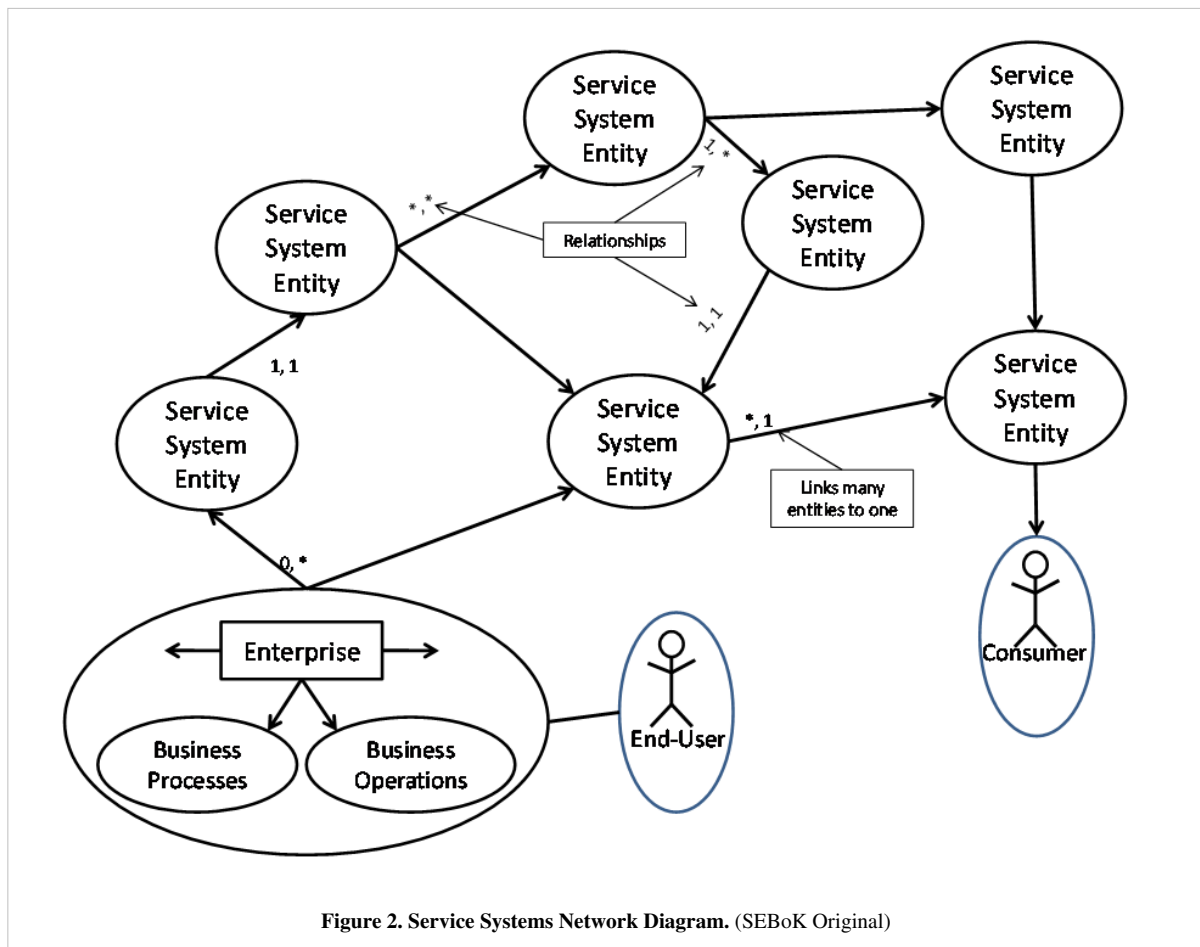 Service
System
Entity
Service
System
Entity
1, *
Service
System
Entity
Service
System
Entity
*, *
Relationships
1, 1
1, 1
Service
System
Entity
Service
System
Entity
Service
System
Entity
*, 1
Links many
entities to one
0, *
Enterprise
Business
Processes
Business
Operations
End-User
Consumer
Figure 2. Service Systems Network Diagram. (SEBoK Original)